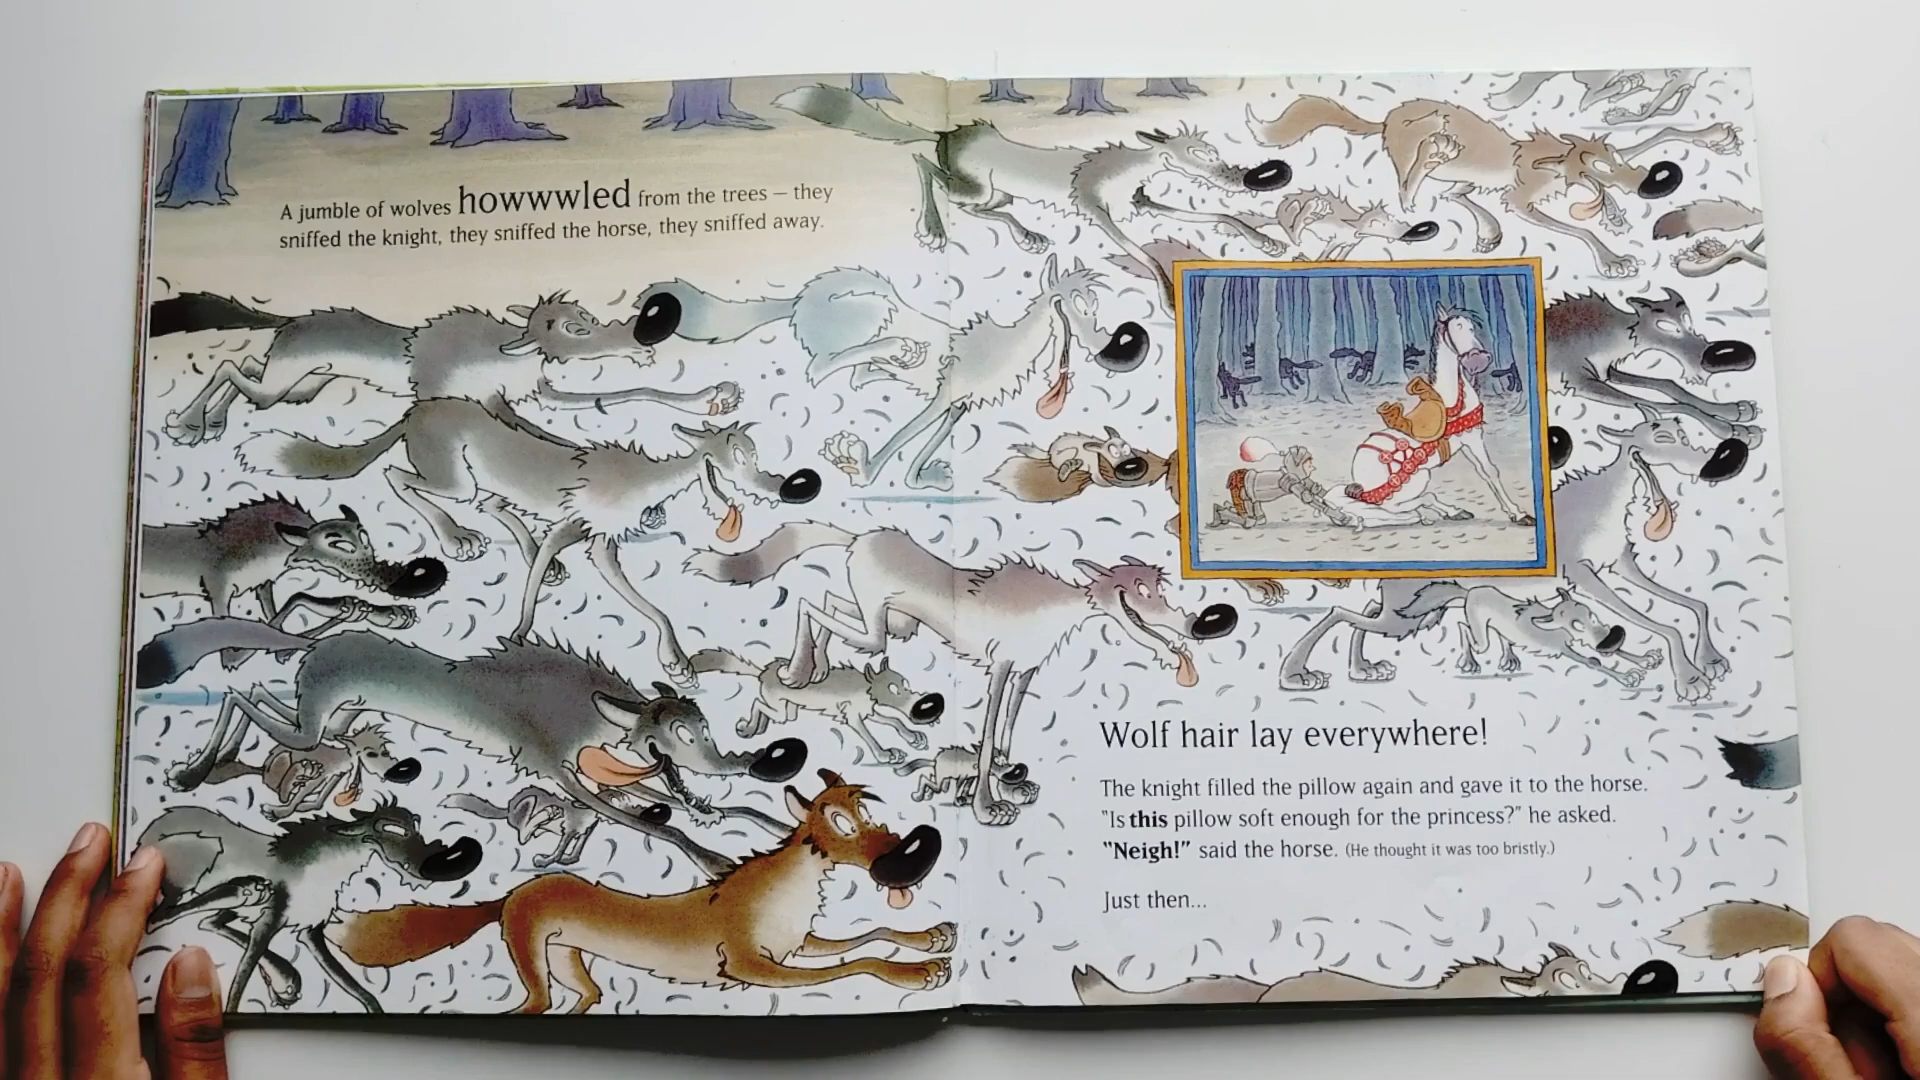 A jumble of wolves howwwled from the trees – they
sniffed the knight, they sniffed the horse, they sniffed away.
Wolf hair lay everywhere!
The knight filled the pillow again and gave it to the horse.
"Is this pillow soft enough for the princess?" he asked.
"Neigh!" said the horse. (He thought it was too bristly.)
Just then...